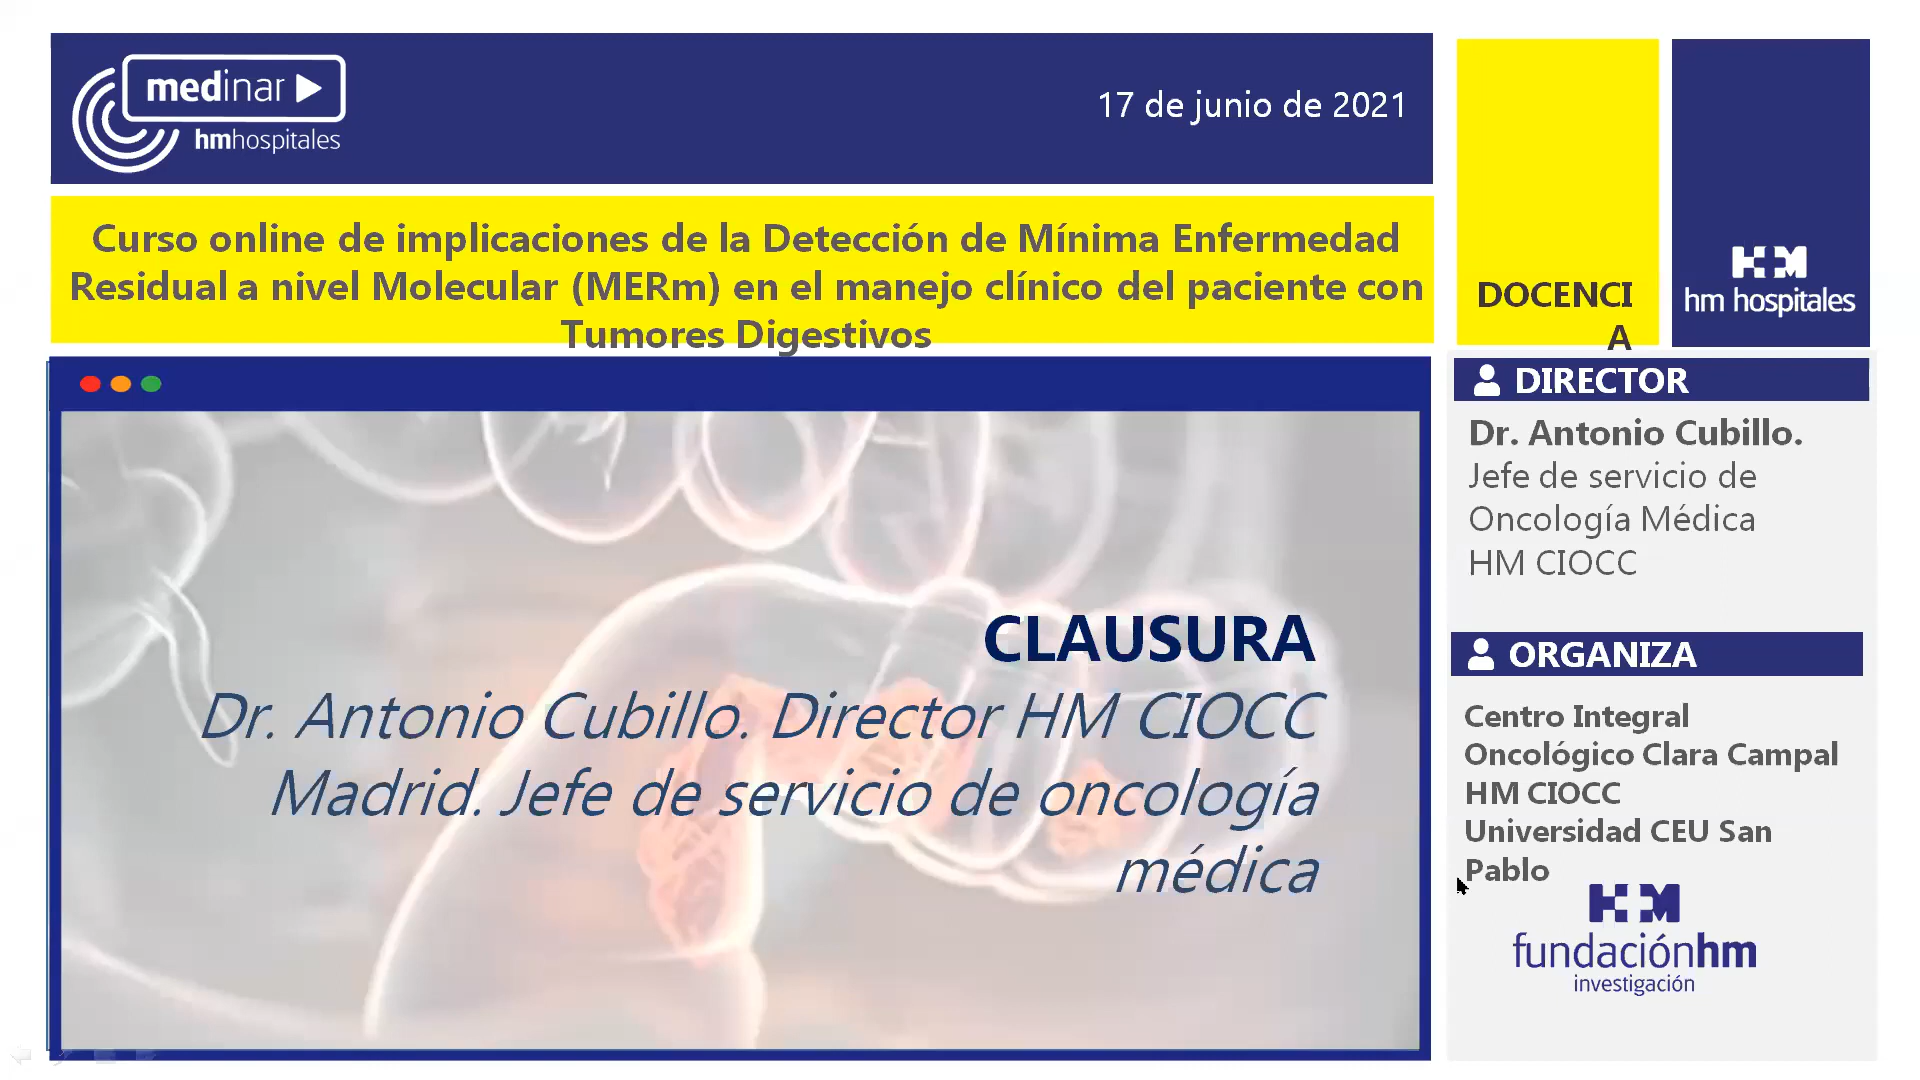 medinar
hmhospitales
17 de junio de 2021
Curso online de implicaciones de la Detección de Mínima Enfermedad
Residual a nivel Molecular (MERm) en el manejo clínico del paciente con
Tumores Digestivos
DOCENCI
A
HM
hm hospitales
DIRECTOR
Dr. Antonio Cubillo.
Jefe de servicio de
Oncología Médica
HM CIOCC
CLAUSURA
Dr. Antonio Cubillo. Director HM CIOCC
Madrid. Jefe de servicio de oncología
médica
ORGANIZA
Centro Integral
Oncológico Clara Campal
HM CIOCC
Universidad CEU San
Pablo
HM
fundaciónhm
investigación